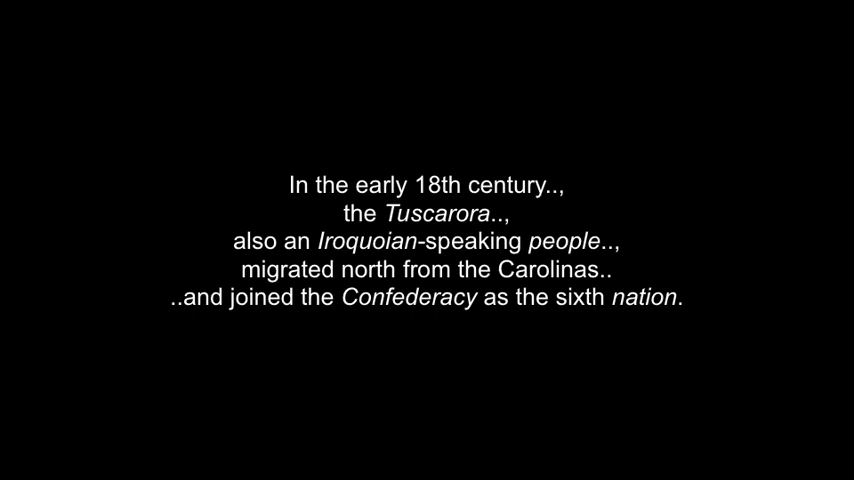 In the early 18th century..,
the Tuscarora..,
also an Iroquoian-speaking people..,
migrated north from the Carolinas..
..and joined the Confederacy as the sixth nation.